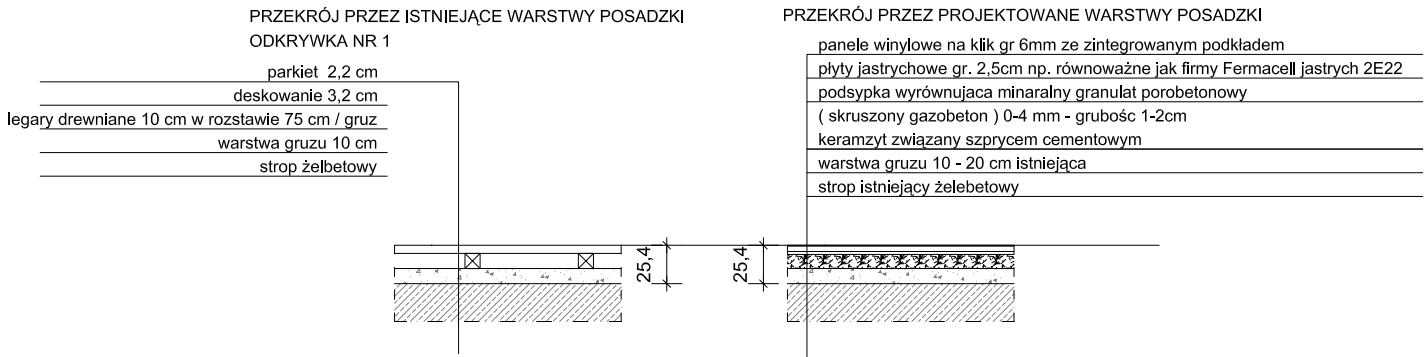 PRZEKRÓJ PRZEZ ISTNIEJĄCE WARSTWY POSADZKI
ODKRYWKA NR 1
parkiet 2,2 cm
deskowanie 3,2 cm
legary drewniane 10 cm w rozstawie 75 cm / gruz
warstwa gruzu 10 cm
strop żelbetowy
25,4
PRZEKRÓJ PRZEZ PROJEKTOWANE WARSTWY POSADZKI
panele winylowe na klik gr 6mm ze zintegrowanym podkładem
płyty jastrychowe gr. 2,5cm np. równoważne jak firmy Fermacell jastrych 2E22
podsypka wyrównujaca minaralny granulat porobetonowy
( skruszony gazobeton ) 0-4 mm - grubośc 1-2cm
keramzyt związany szprycem cementowym
warstwa gruzu 10 - 20 cm istniejąca
strop istniejący żelebetowy
25,4